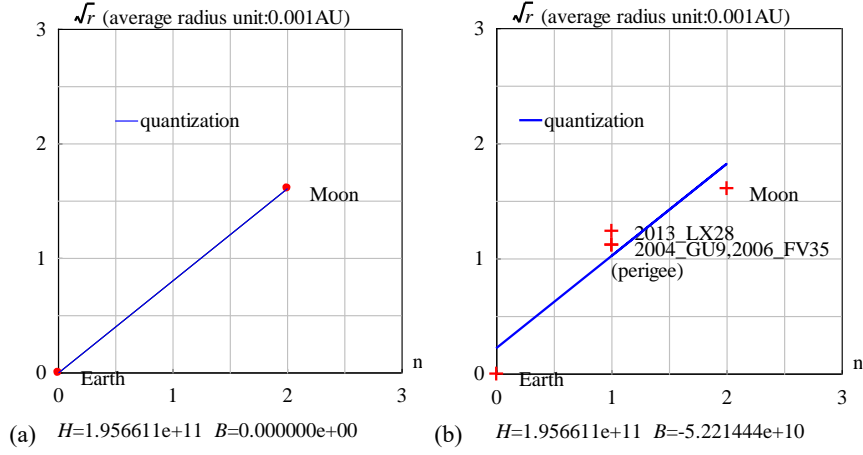 √r (average radius unit:0.001AU)
3
quantization
2
Moon
1
0
Earth
n
0
1
2
3
(a) H=1.956611e+11 B=0.000000e+00
√r (average radius unit:0.001AU)
3
quantization
2
Moon
2013_LX28
2004_GU9,2006_FV35
1
(perigee)
0
Earth
n
0
1
2
3
(b) H=1.956611e+11 B=-5.221444e+10